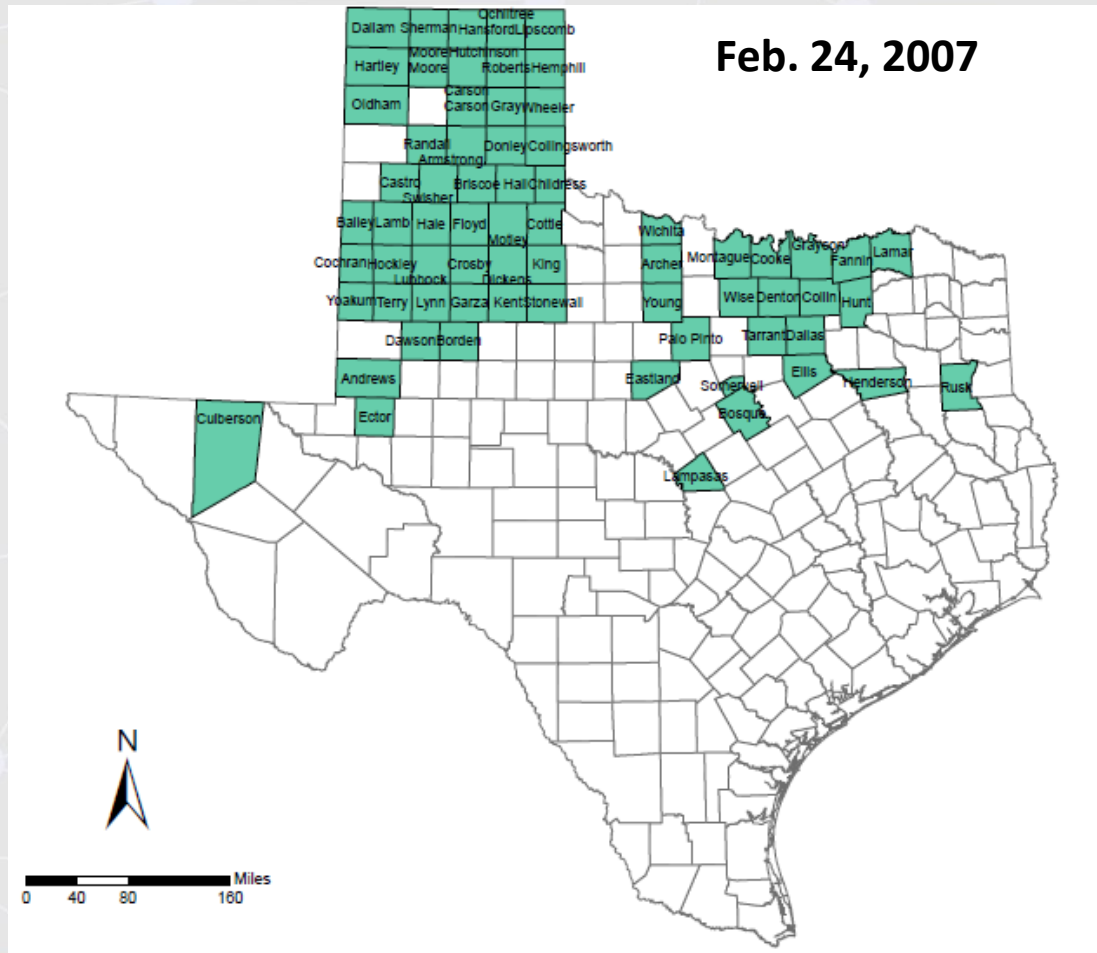 Feb. 24, 2007
Ochiltree
Dallam Sherman Hansford Lipscomb
Moore Hutchinson
Hartley Moore Roberts Hemphill
Carson
Oldham Carson Gray Wheeler
Randall Donley Collingsworth
Armstrong
Castro Briscoe Hall Childress
Swisher
Bailey Lamb Hale Floyd Cottle
Motley
Wichita
Cochran Hockley Crosby King
Lubbock Dickens
Archer Montague Cooke Grayson Fannin Lamar
Yoakum Terry Lynn Garza Kent Stonewall
Young Wise Denton Collin Hunt
Dawson Borden Palo Pinto Tarrant Dallas
Andrews Eastland Somervell Ellis Henderson Rusk
Culberson Ector Bosque
Lampasas
N
Miles
0 40 80 160